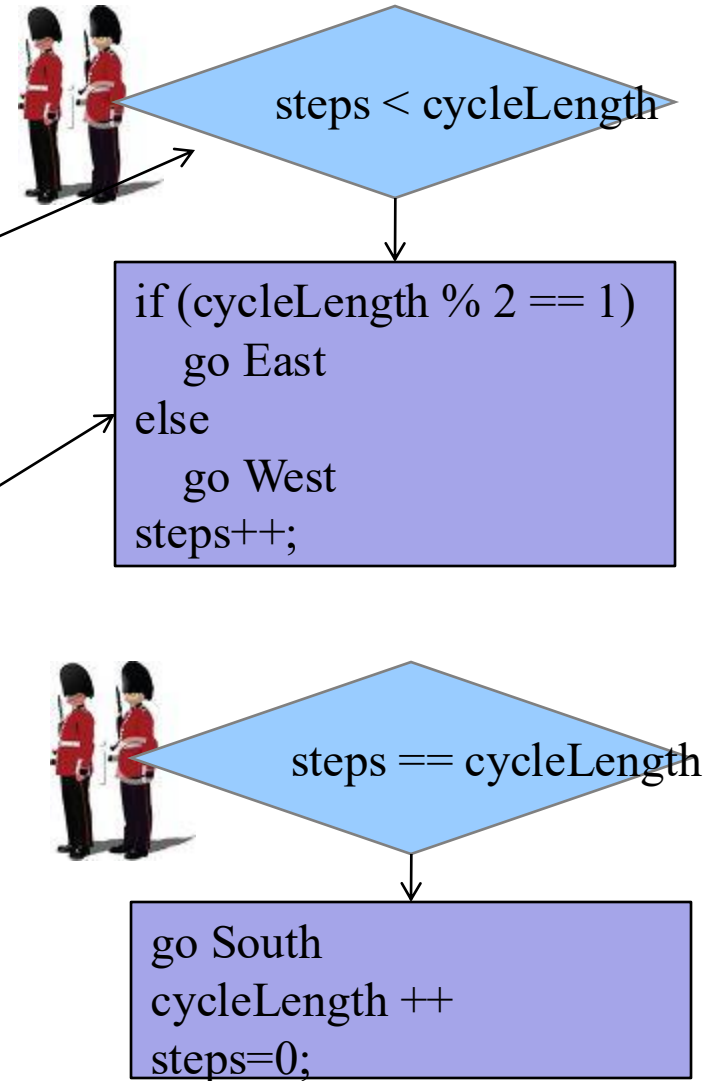 steps < cycleLength
if (cycleLength % 2 == 1)
go East
else
go West
steps++;
steps == cycleLength
go South
cycleLength ++
steps=0;